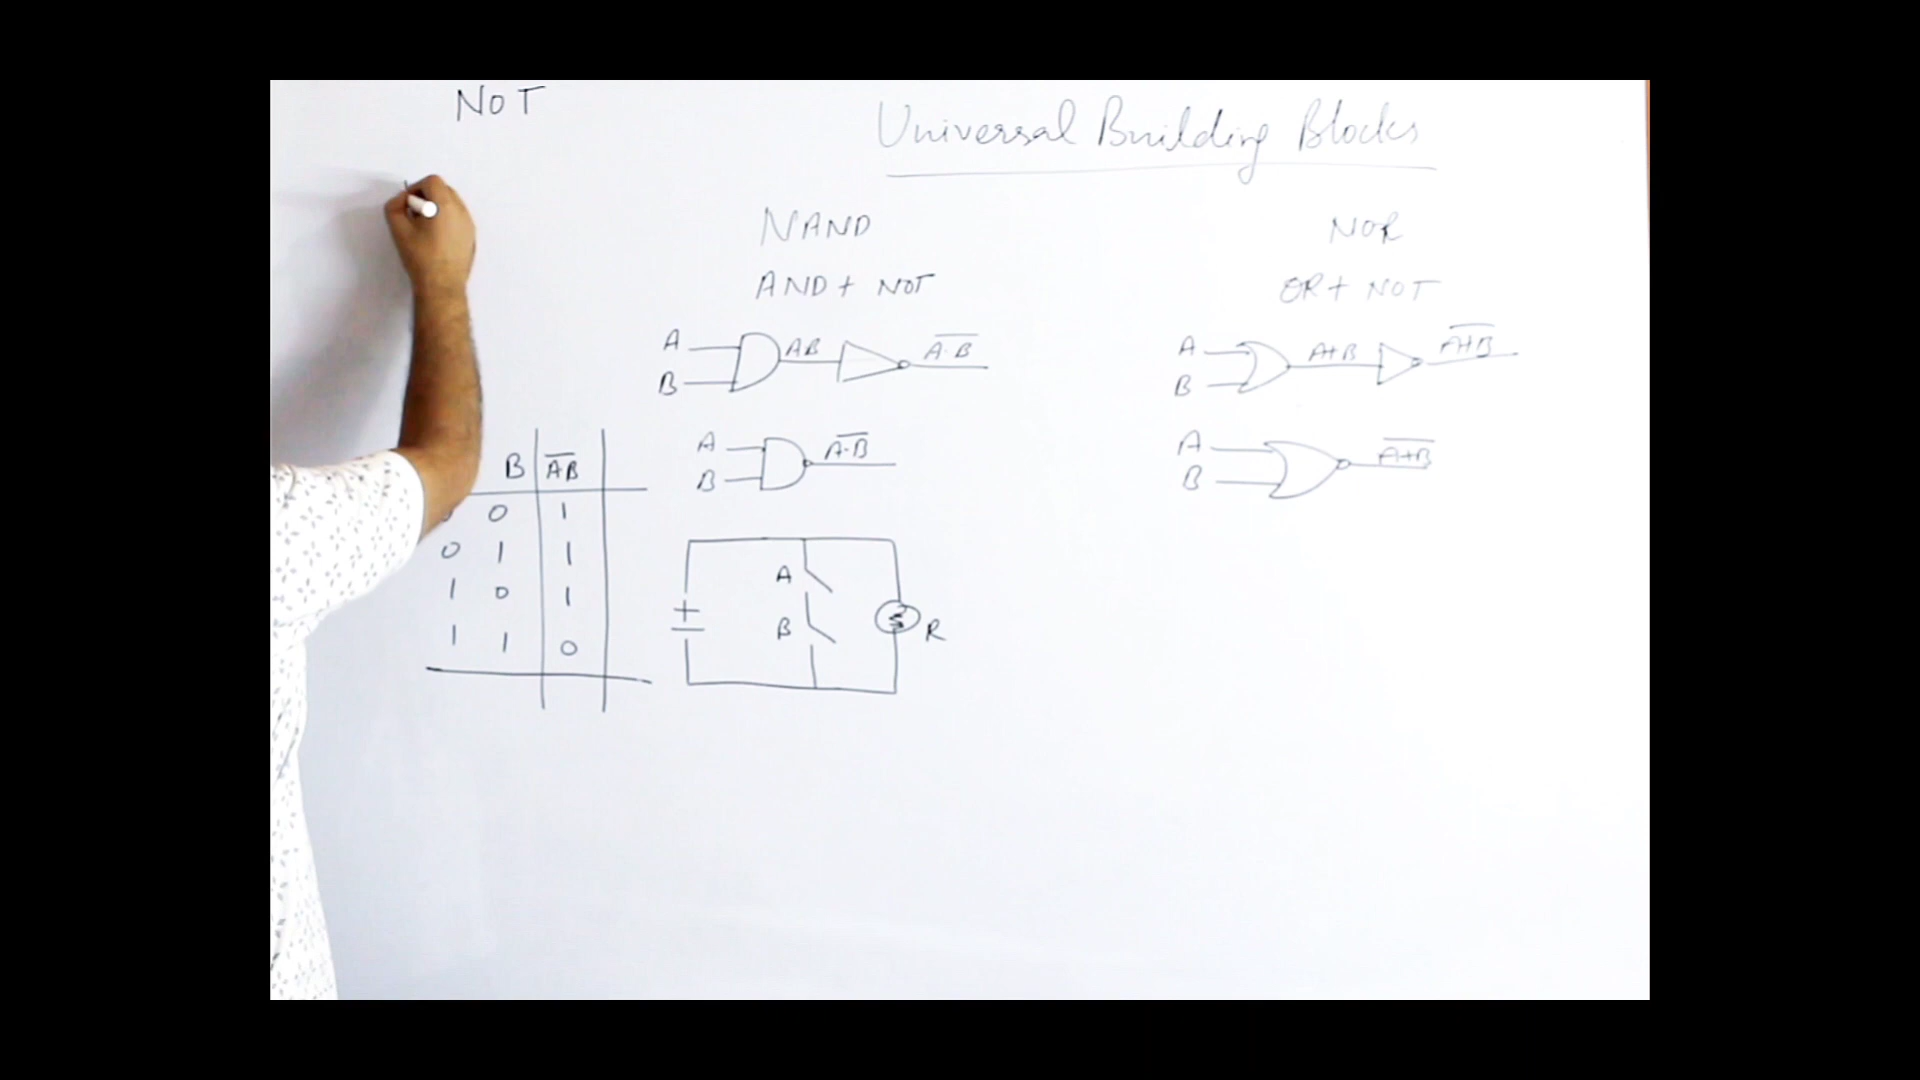 NOT
Universal Building Blocks
NAND
NOR
AND + NOT
OR + NOT
A
B
AB
A·B
A
B
A+B
A+B
A
B
A·B
A
B
A+B
B AB
0 1
0 1 1
1 0 1
1 1 0
A
B
R
+